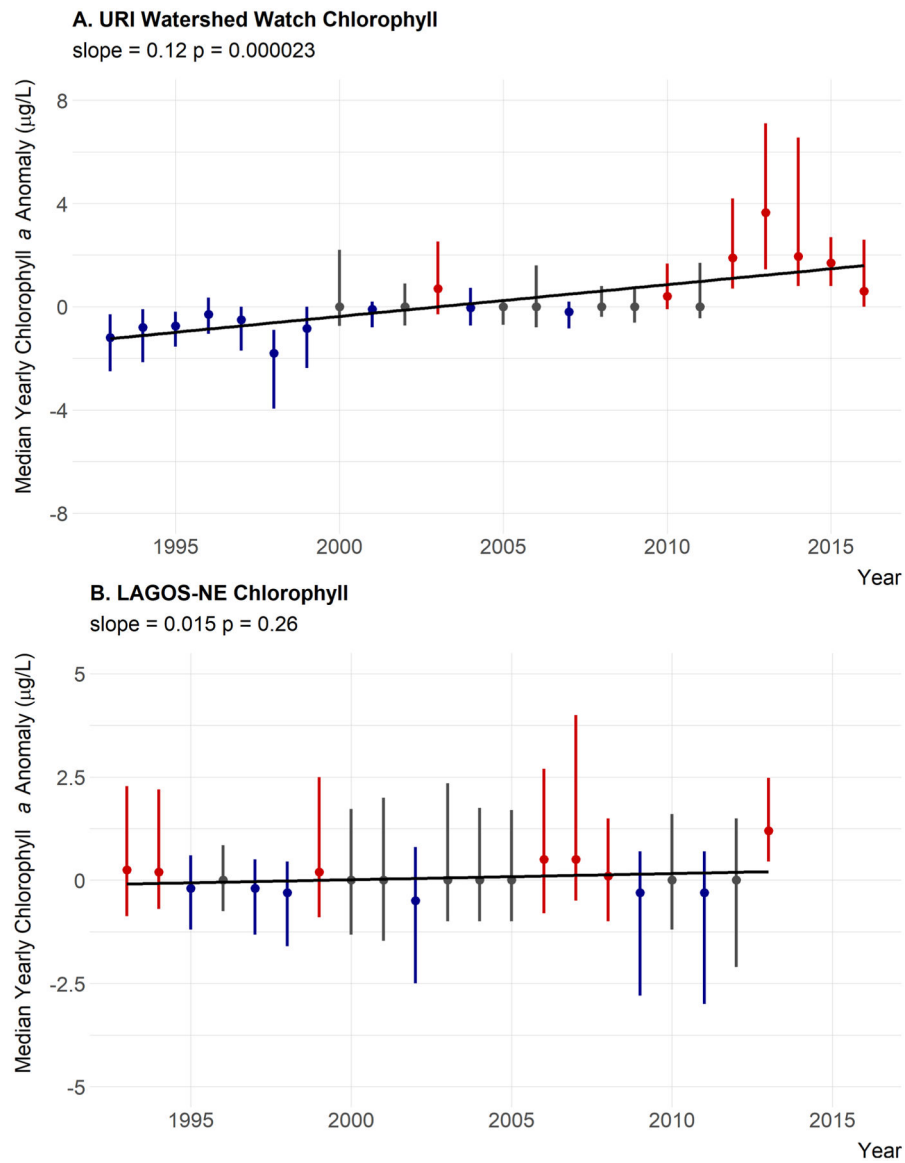 A. URI Watershed Watch Chlorophyll
slope = 0.12 p = 0.000023
Median Yearly Chlorophyll a Anomaly (µg/L)
8
4
0
-4
-8
1995 2000 2005 2010 2015
Year
B. LAGOS-NE Chlorophyll
slope = 0.015 p = 0.26
Median Yearly Chlorophyll a Anomaly (µg/L)
5
2.5
0
-2.5
-5
1995 2000 2005 2010 2015
Year